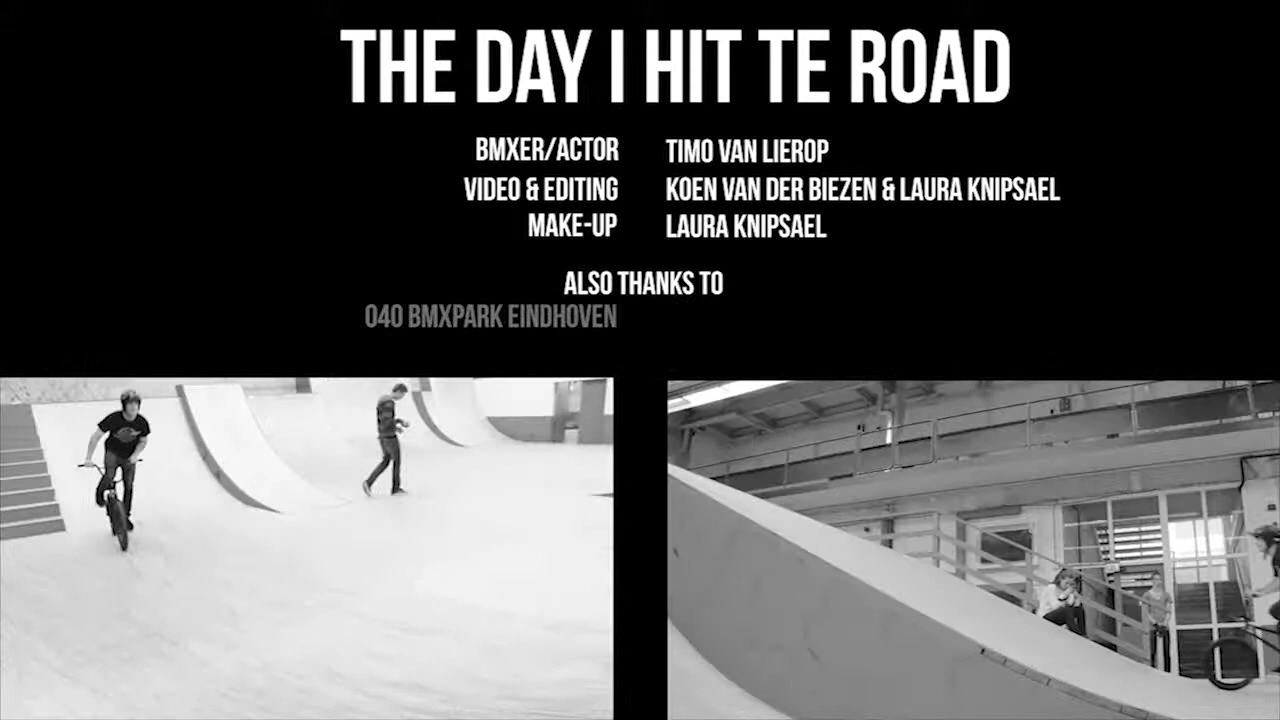 THE DAY I HIT TE ROAD
BMXER/ACTOR TIMO VAN LIEROP
VIDEO & EDITING KOEN VAN DER BIEZEN & LAURA KNIPSAEL
MAKE-UP LAURA KNIPSAEL
ALSO THANKS TO
040 BMXPARK EINDHOVEN